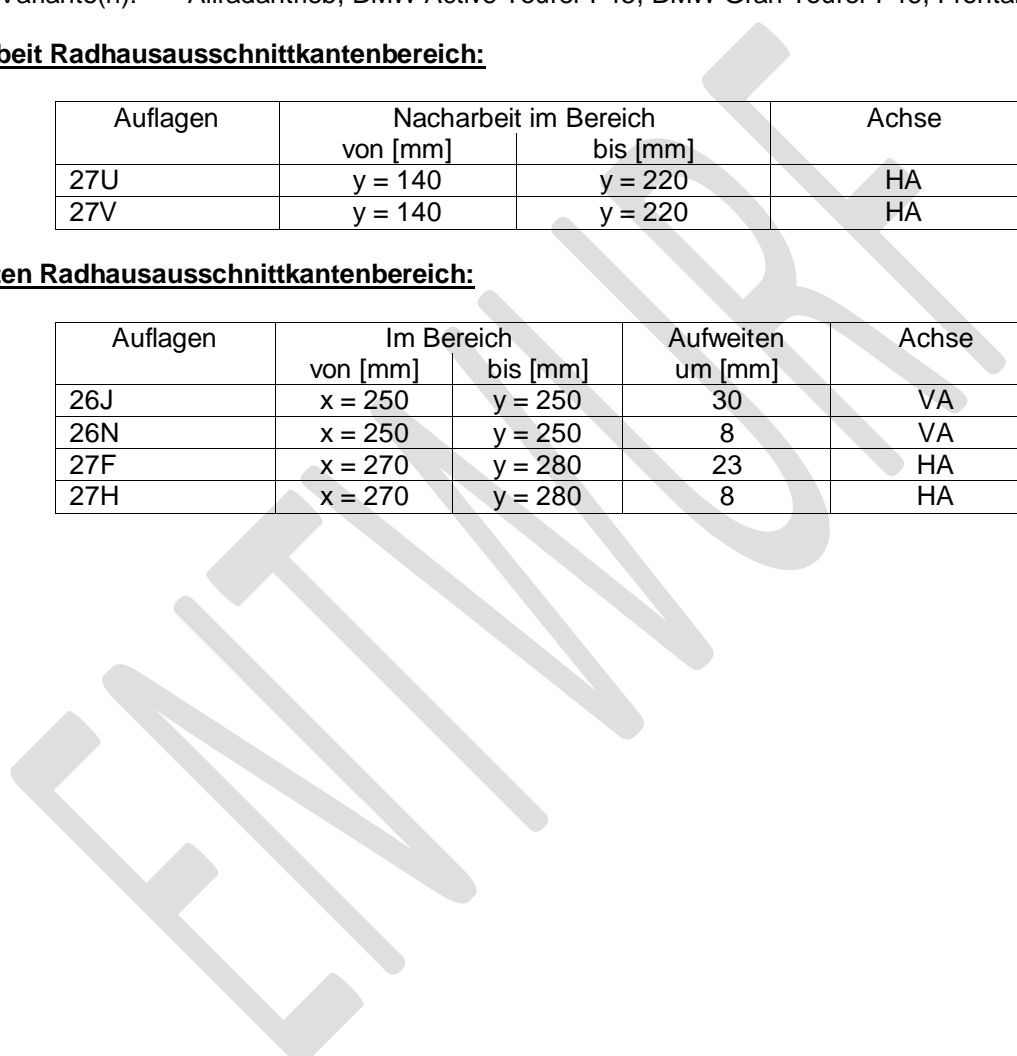 Allradantrieb, BMW Active Tourer F45, BMW Gran Tourer F46,
beit Radhausausschnittkantenbereich:
Auflagen Nacharbeit im Bereich Achse
von [mm] bis [mm]
27U y = 140 y = 220 HA
27V y = 140 y = 220 HA
ten Radhausausschnittkantenbereich:
Auflagen Im Bereich Aufweiten Achse
von [mm] bis [mm] um [mm]
26J x = 250 y = 250 30 VA
26N x = 250 y = 250 8 VA
27F x = 270 y = 280 23 HA
27H x = 270 y = 280 8 HA
ENTWURF